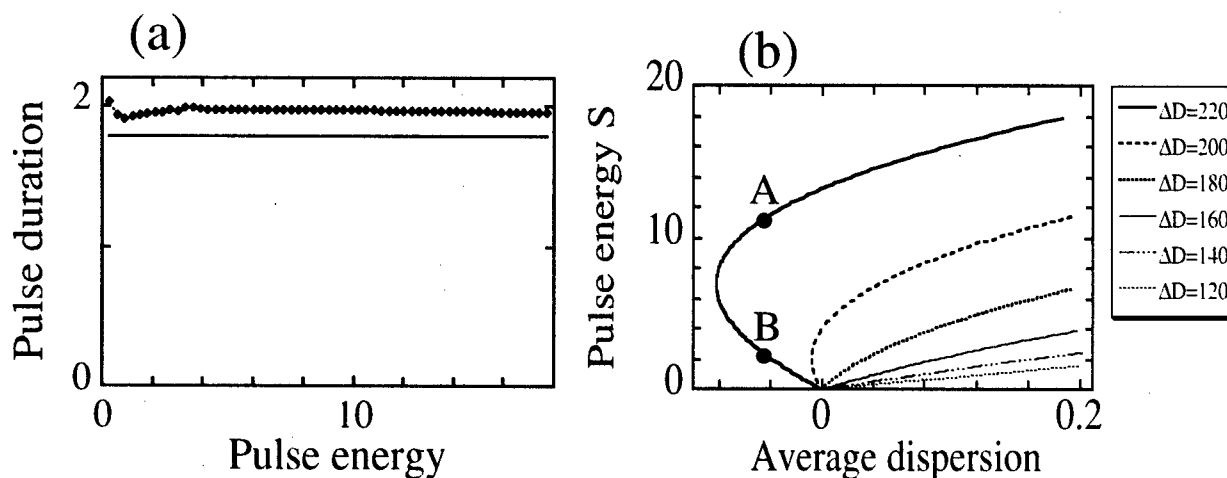 (a)
2
0
0
10
Pulse duration
Pulse energy
(b)
20
10
0
0
0.2
A
B
Pulse energy S
Average dispersion
ΔD=220
ΔD=200
ΔD=180
ΔD=160
ΔD=140
ΔD=120